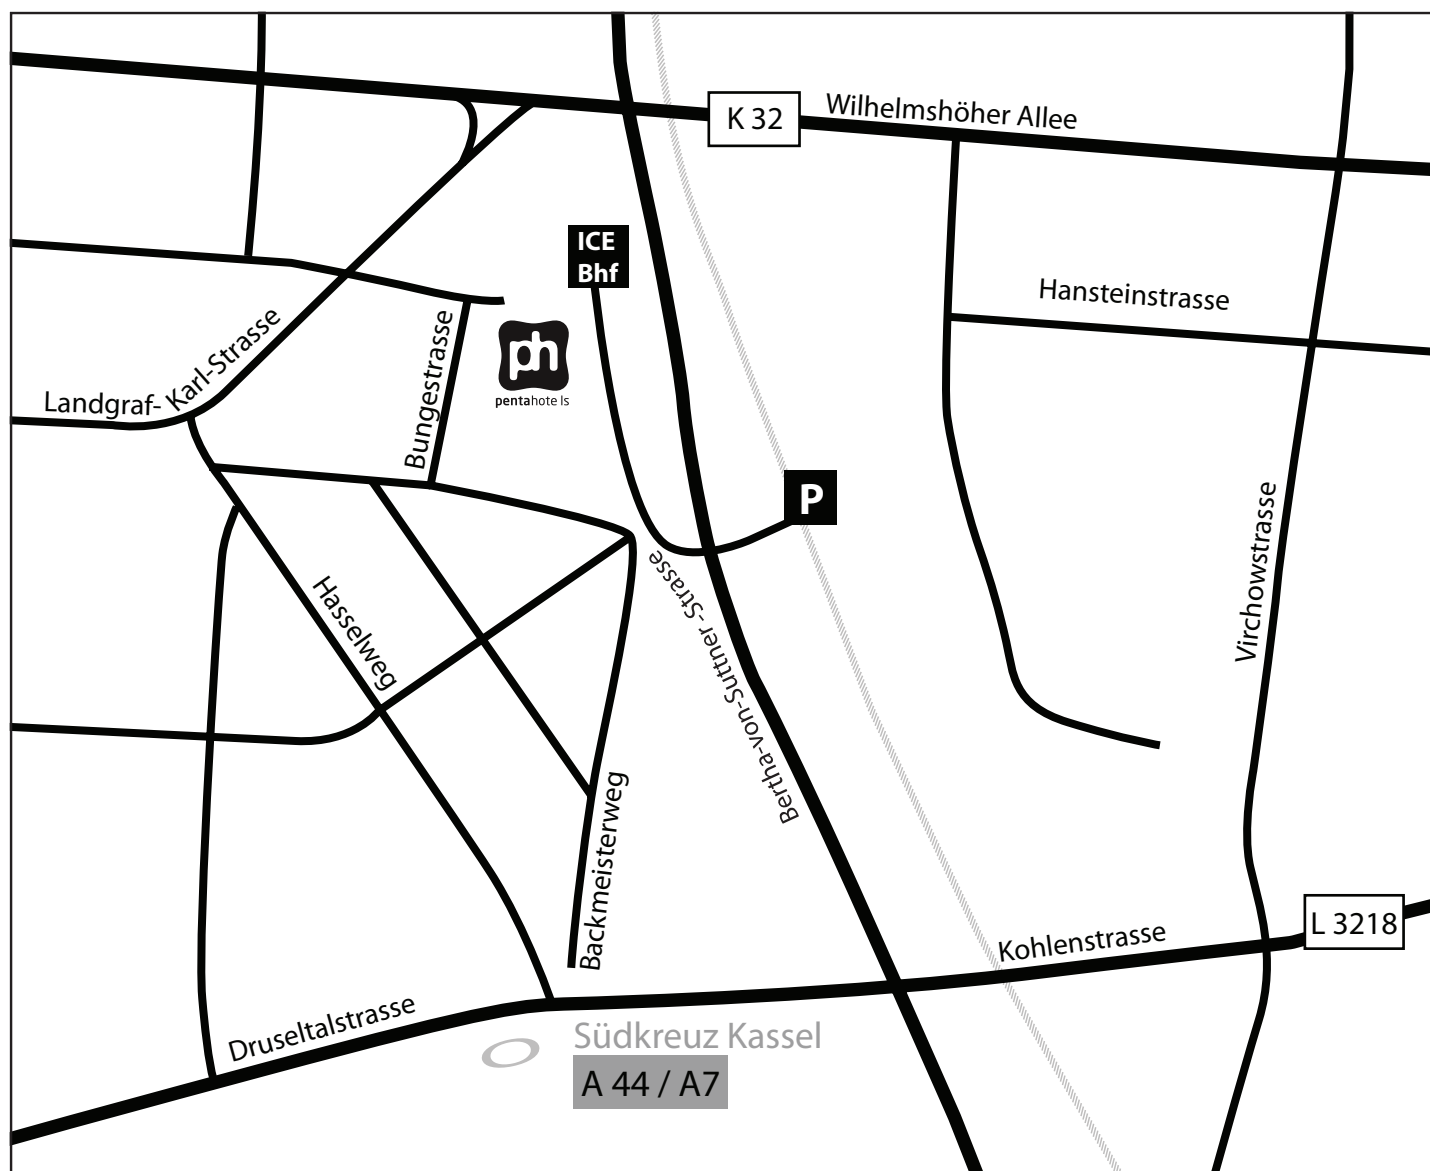 K 32
Wilhelmshöher Allee
ICE
Bhf
Hansteinstrasse
Landgraf- Karl-Strasse
Bungestrasse
ph
pentahotels
P
Virchowstrasse
Hasselweg
Bertha-von-Suttner-Strasse
Backmeisterweg
L 3218
Kohlenstrasse
Druseltalstrasse
Südkreuz Kassel
A 44 / A7